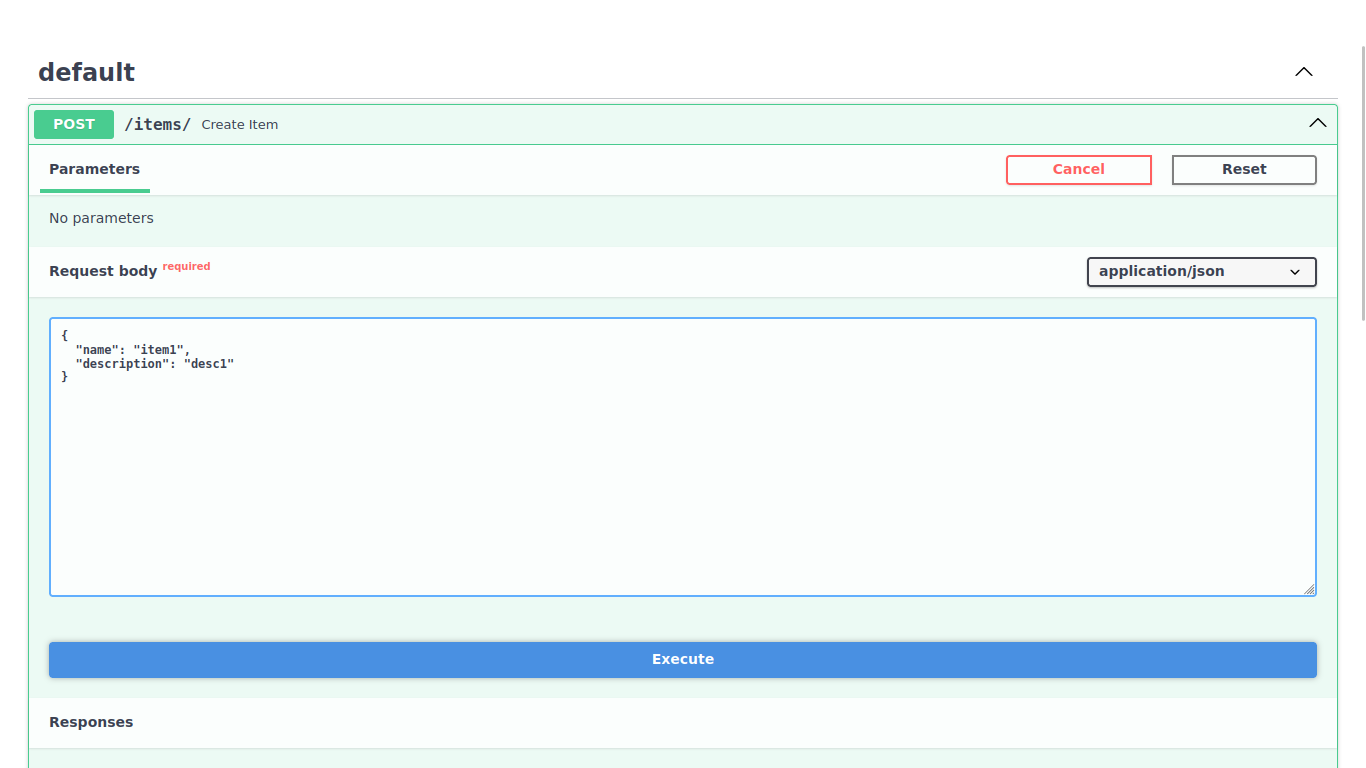 default
POST /items/ Create Item
Parameters Cancel Reset
No parameters
Request body required application/json
{
  "name": "item1",
  "description": "desc1"
}
Execute
Responses